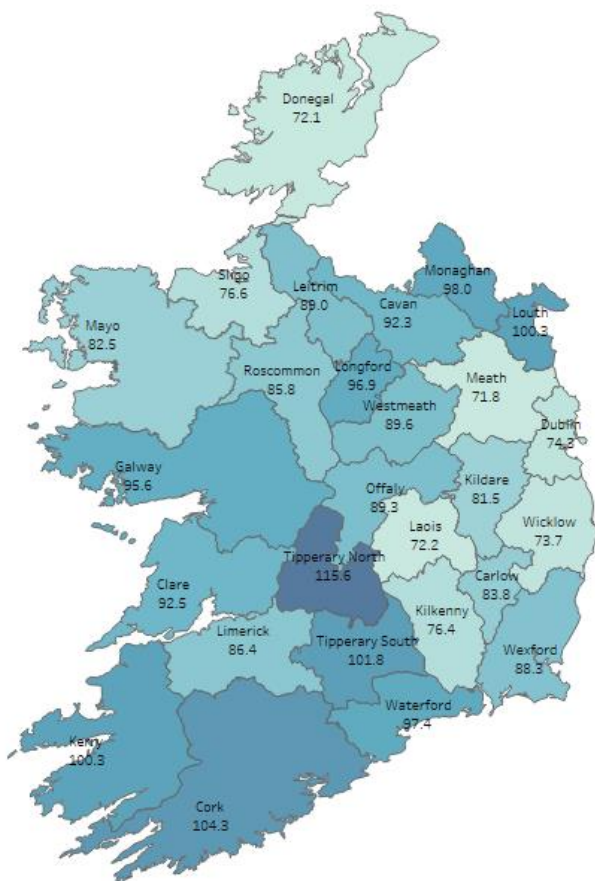 Donegal
72.1
Sligo
76.6
Leitrim
89.0
Monaghan
98.0
Cavan
92.3
Louth
100.3
Mayo
82.5
Roscommon
85.8
Longford
96.9
Meath
71.8
Westmeath
89.6
Dublin
74.3
Galway
95.6
Offaly
89.3
Kildare
81.5
Laois
72.2
Wicklow
73.7
Tipperary North
115.6
Clare
92.5
Carlow
83.8
Kilkenny
76.4
Limerick
86.4
Tipperary South
101.8
Wexford
88.3
Waterford
97.4
Kerry
100.3
Cork
104.3